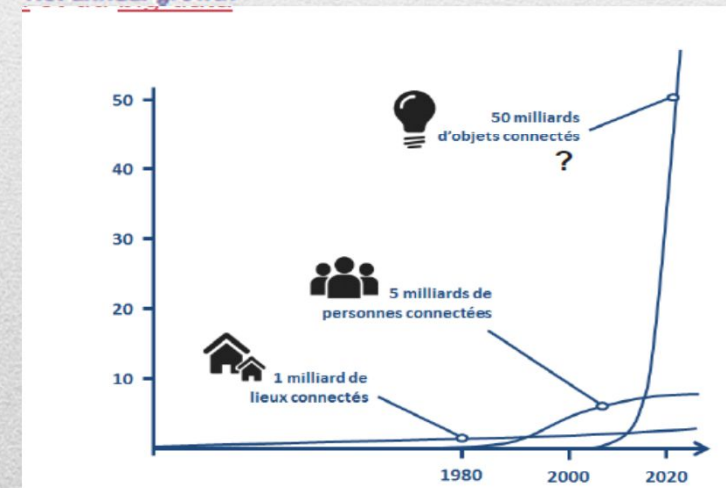 50
50 milliards
d'objets connectés
?
40
30
5 milliards de
personnes connectées
20
1 milliard de
lieux connectés
10
1980
2000
2020